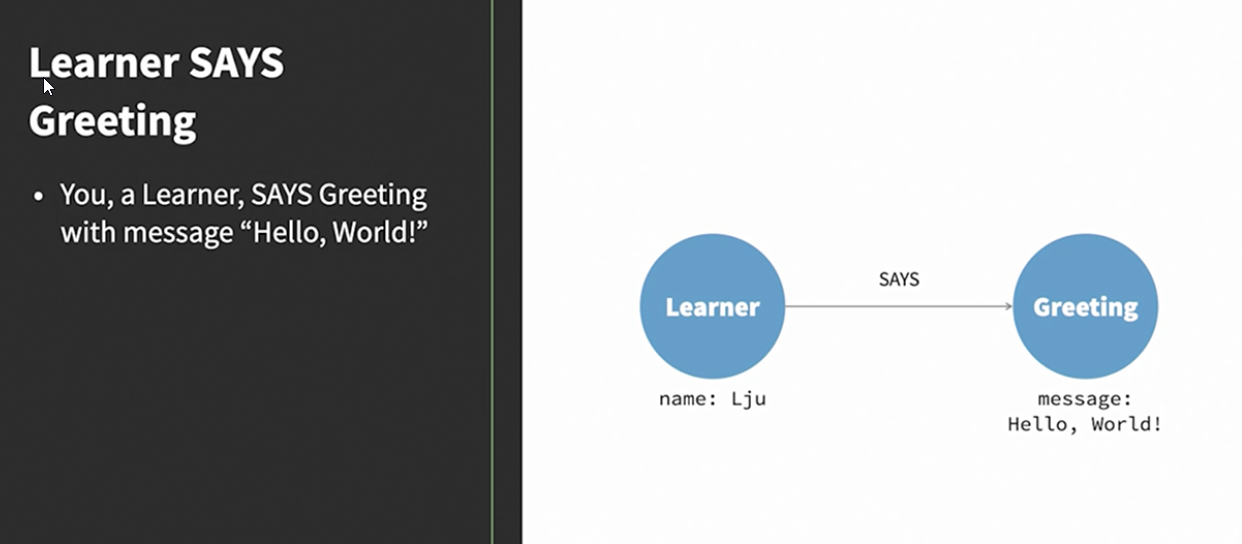 Learner SAYS
Greeting
• You, a Learner, SAYS Greeting
with message “Hello, World!”
SAYS
Learner
Greeting
name: Lju
message:
Hello, World!